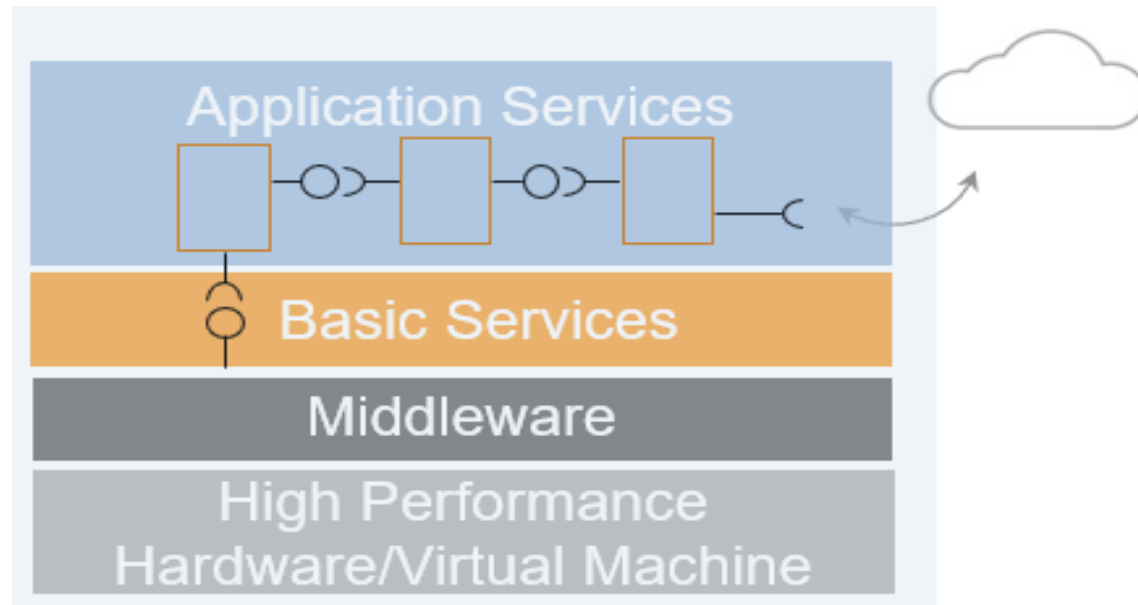 Application Services
Basic Services
Middleware
High Performance
Hardware/Virtual Machine